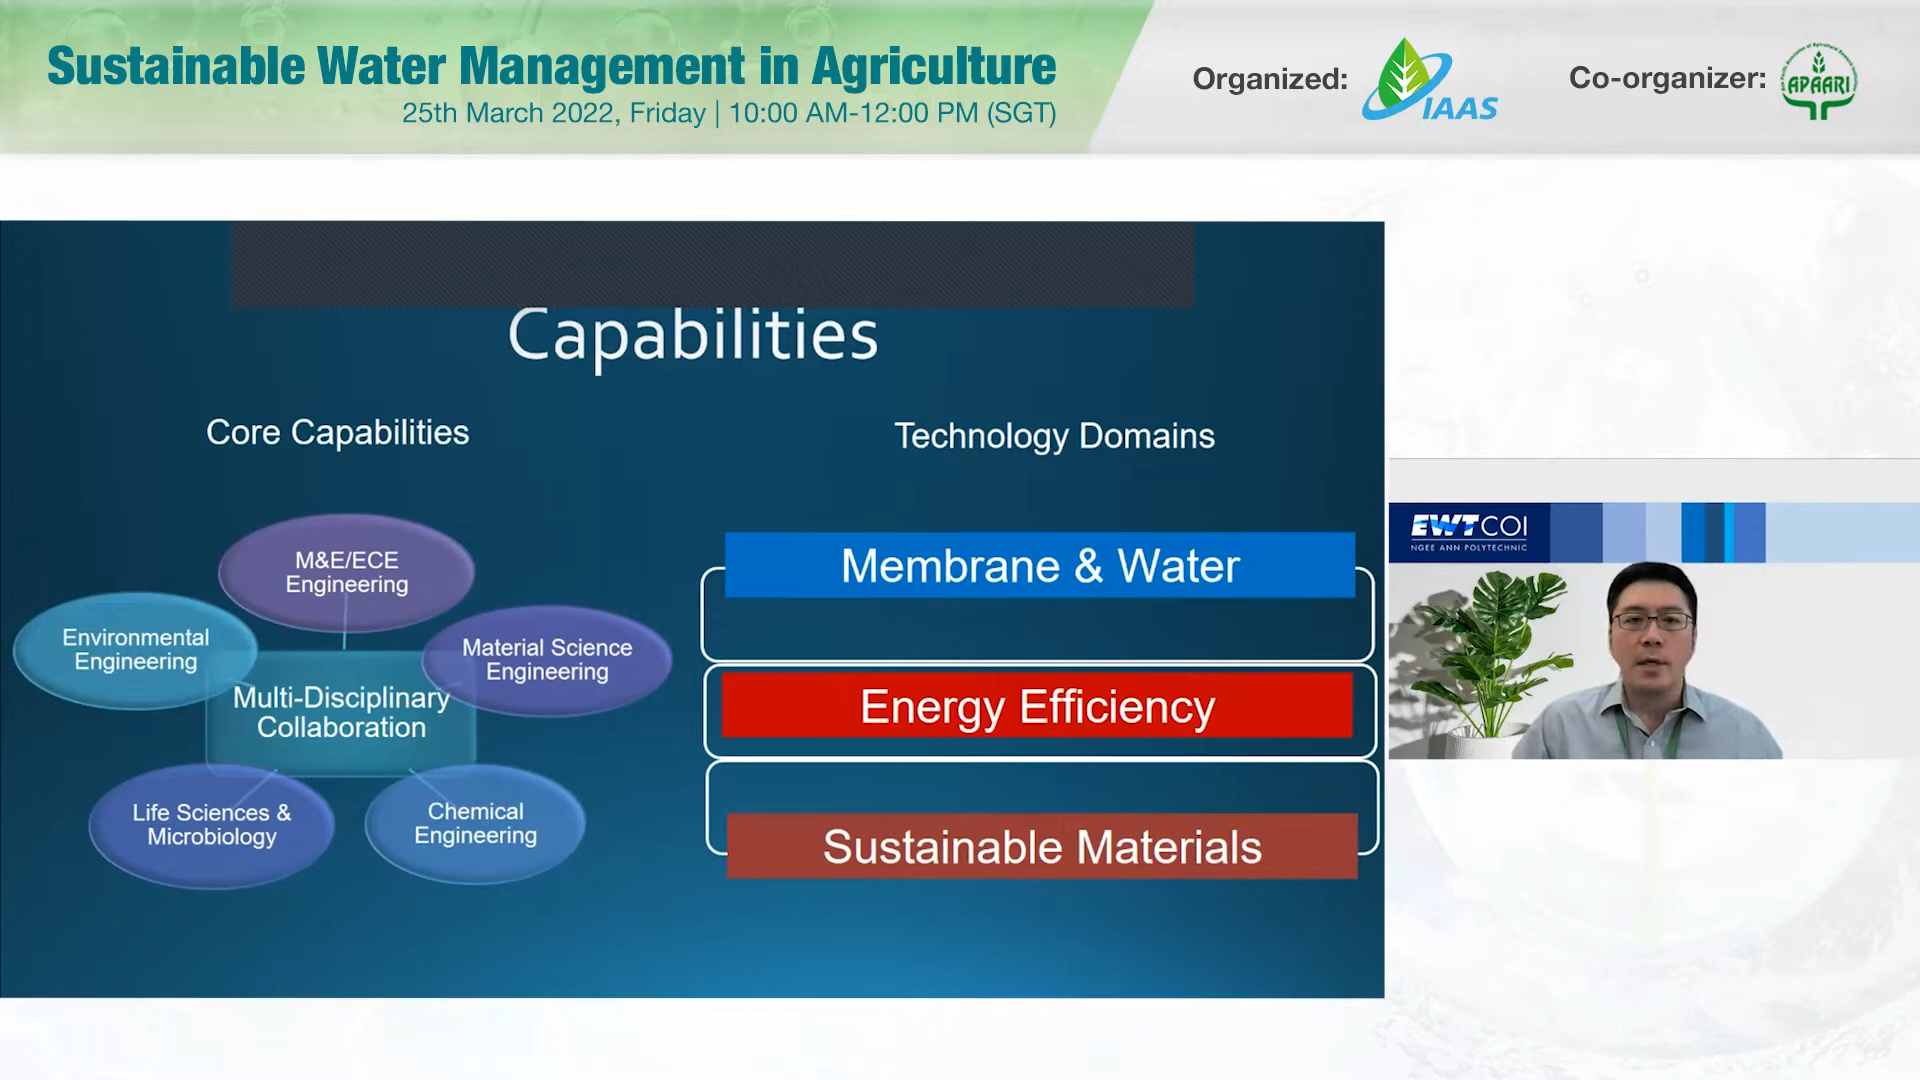 Sustainable Water Management in Agriculture
25th March 2022, Friday | 10:00 AM-12:00 PM (SGT)
Organized:
IAAS
Co-organizer:
APAARI
Capabilities
Core Capabilities
M&E/ECE
Engineering
Environmental
Engineering
Material Science
Engineering
Multi-Disciplinary
Collaboration
Life Sciences &
Microbiology
Chemical
Engineering
Technology Domains
Membrane & Water
Energy Efficiency
Sustainable Materials
EWTCOI
NGEE ANN POLYTECHNIC